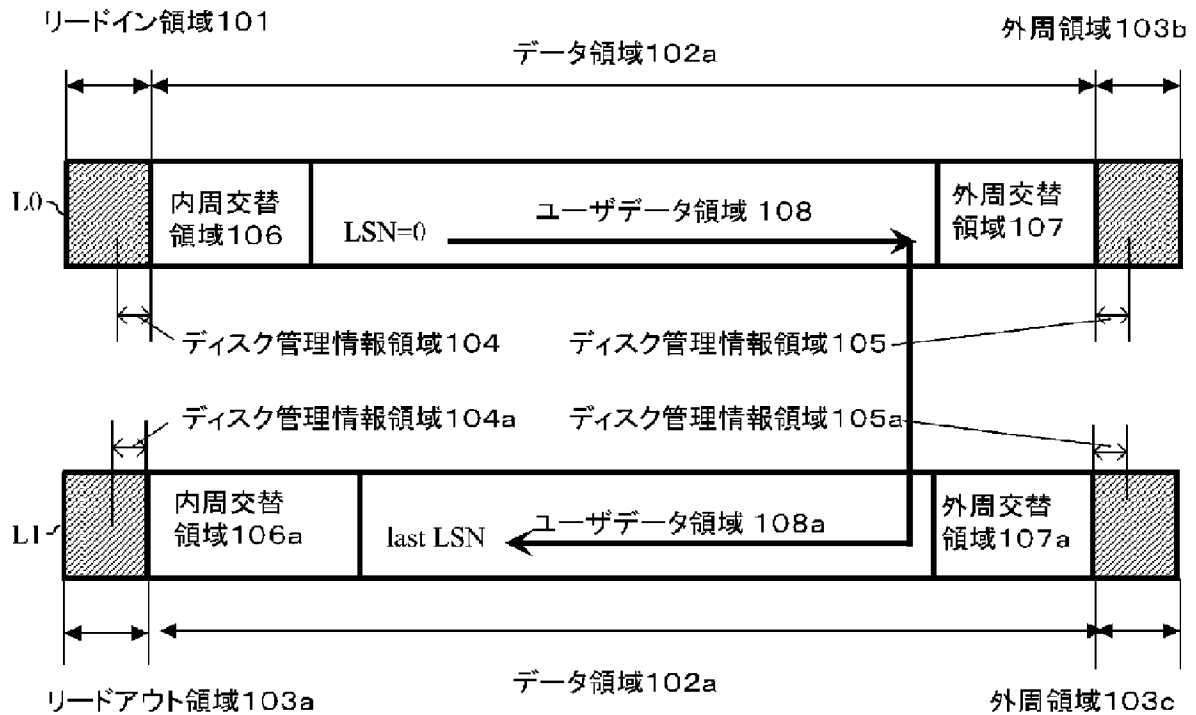 リードイン領域101
データ領域102a
外周領域103b
L0
内周交替
領域106
LSN=0
ユーザデータ領域 108
外周交替
領域107
ディスク管理情報領域104
ディスク管理情報領域105
ディスク管理情報領域104a
ディスク管理情報領域105a
L1
内周交替
領域106a
last LSN
ユーザデータ領域 108a
外周交替
領域107a
リードアウト領域103a
データ領域102a
外周領域103c